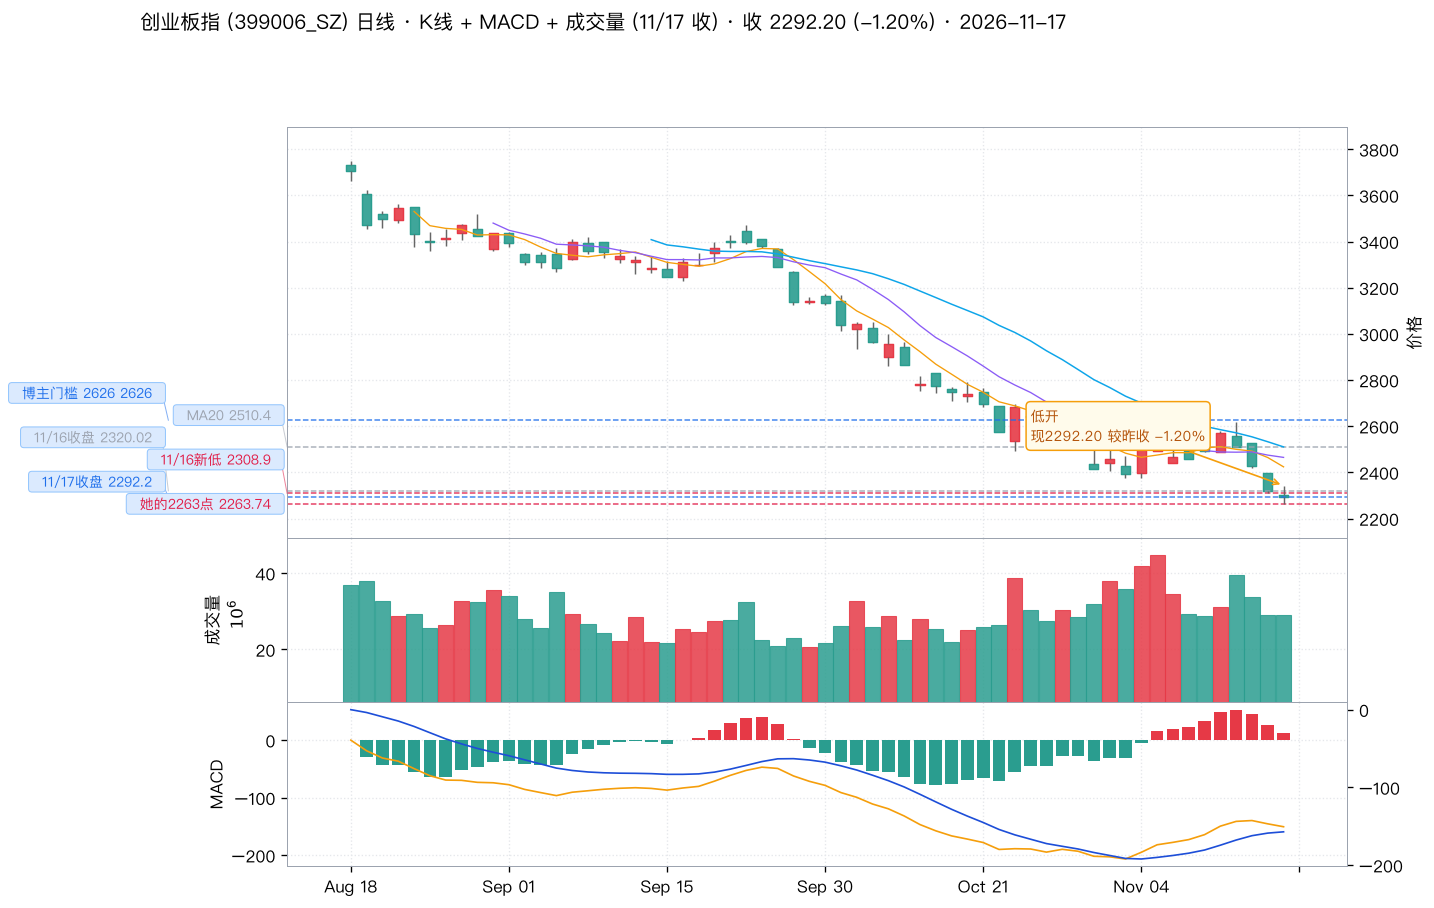 创业板指 (399006_SZ) 日线 · K线 + MACD + 成交量 (11/17 收) · 收 2292.20 (−1.20%) · 2026−11−17
3800
3600
3400
3200
3000
2800
2600
2400
2200
价格
博主门槛 2626 2626
MA20 2510.4
11/16收盘 2320.02
11/16新低 2308.9
11/17收盘 2292.2
她的2263点 2263.74
低开
现2292.20 较昨收 −1.20%
40
20
成交量
10⁶
0
−100
−200
MACD
0
−100
−200
Aug 18
Sep 01
Sep 15
Sep 30
Oct 21
Nov 04